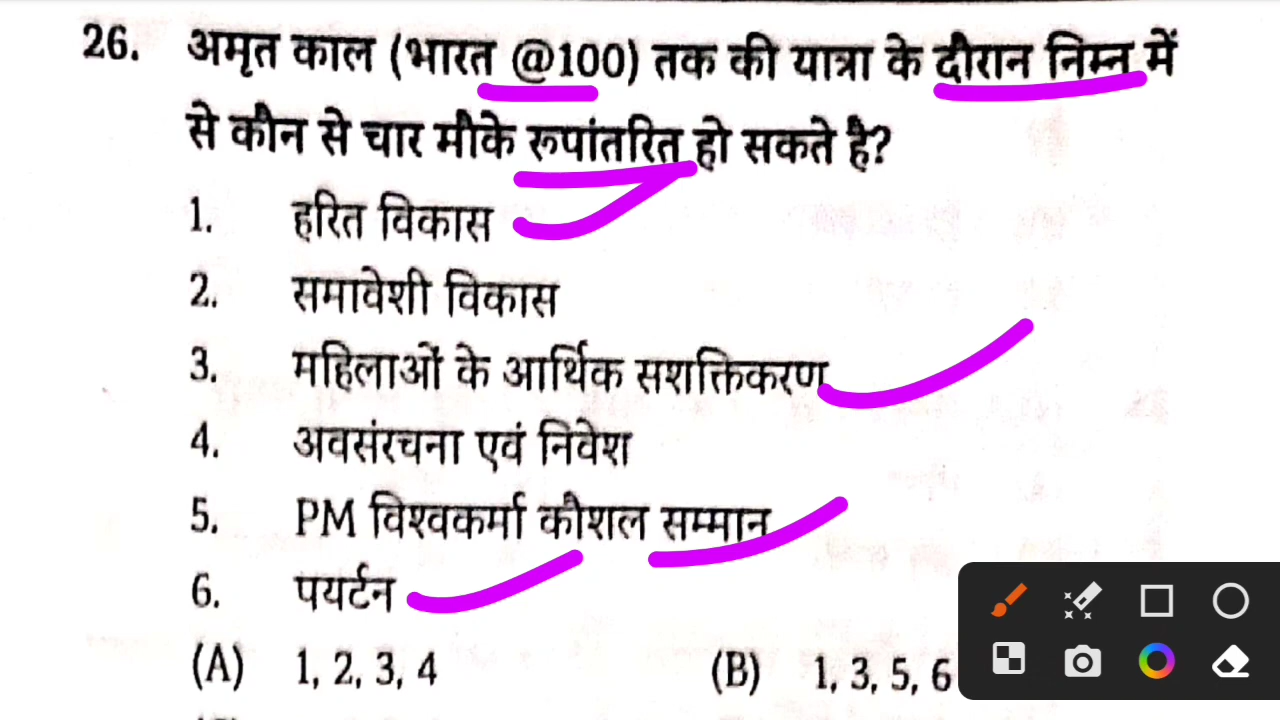 26. अमृत काल (भारत @100) तक की यात्रा के दौरान निम्न में
से कौन से चार मौके रूपांतरित हो सकते है?
1. हरित विकास
2. समावेशी विकास
3. महिलाओं के आर्थिक सशक्तिकरण
4. अवसंरचना एवं निवेश
5. PM विश्वकर्मा कौशल सम्मान
6. पयर्टन
(A) 1, 2, 3, 4 (B) 1, 3, 5, 6